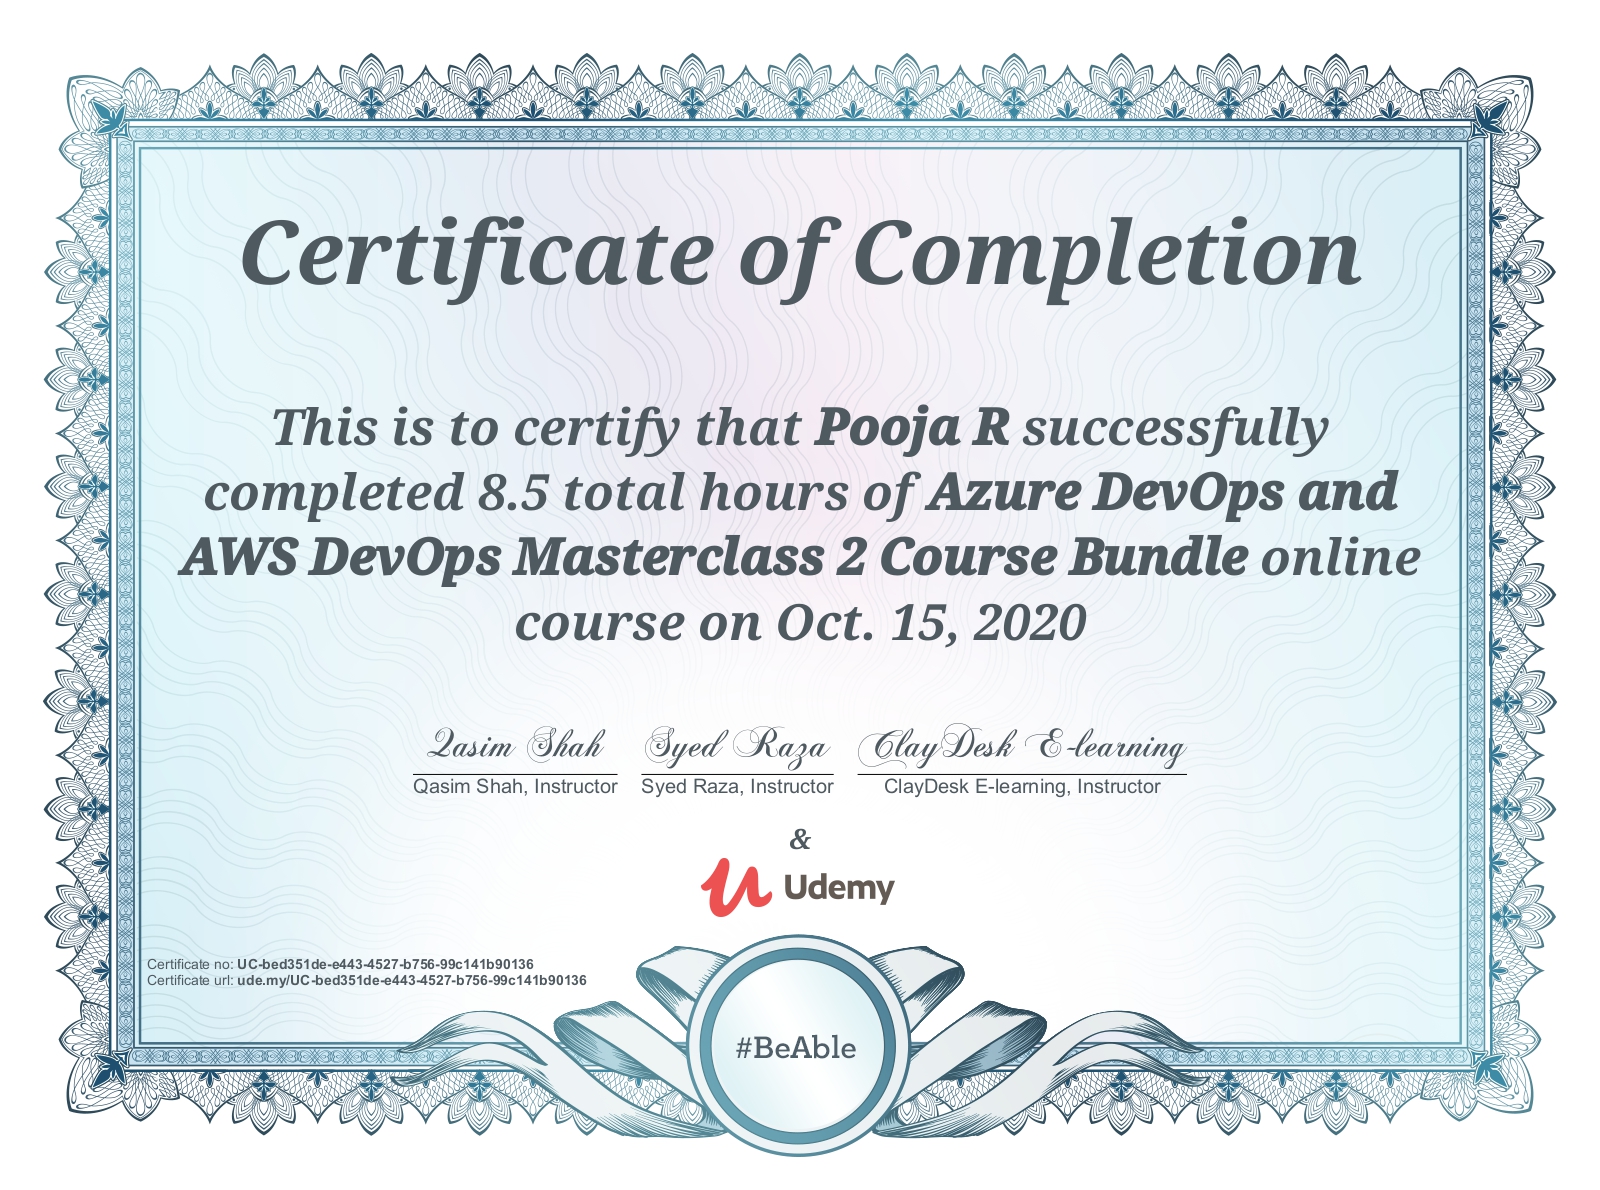 Certificate of Completion
This is to certify that Pooja R successfully
completed 8.5 total hours of Azure DevOps and
AWS DevOps Masterclass 2 Course Bundle online
course on Oct. 15, 2020
Qasim Shah Syed Raza ClayDesk E-learning
Qasim Shah, Instructor Syed Raza, Instructor ClayDesk E-learning, Instructor
&
Udemy
Certificate no: UC-bed351de-e443-4527-b756-99c141b90136
Certificate url: ude.my/UC-bed351de-e443-4527-b756-99c141b90136
#BeAble